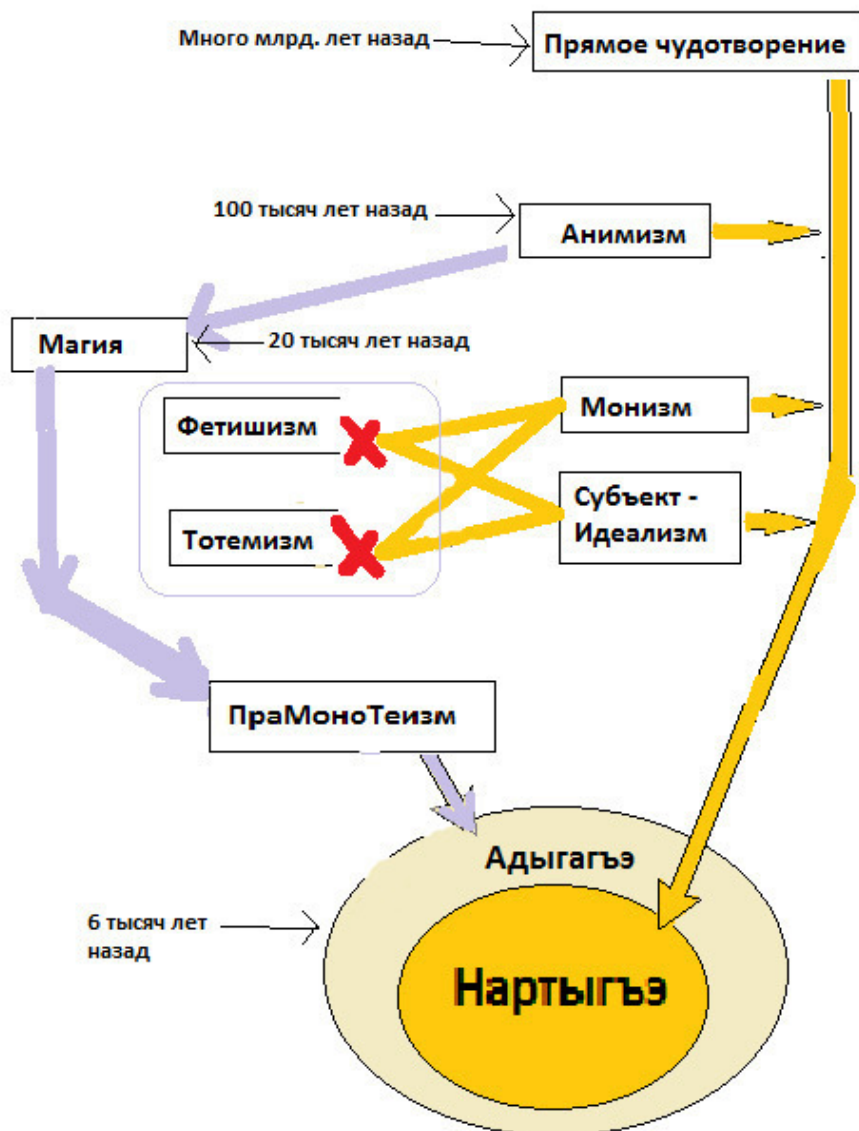 Много млрд. лет назад
Прямое чудотворение
100 тысяч лет назад
Анимизм
Магия
20 тысяч лет назад
Фетишизм
Монизм
Тотемизм
Субъект -
Идеализм
ПраМоноТеизм
Адыгагъэ
6 тысяч лет
назад
Нартыгъэ